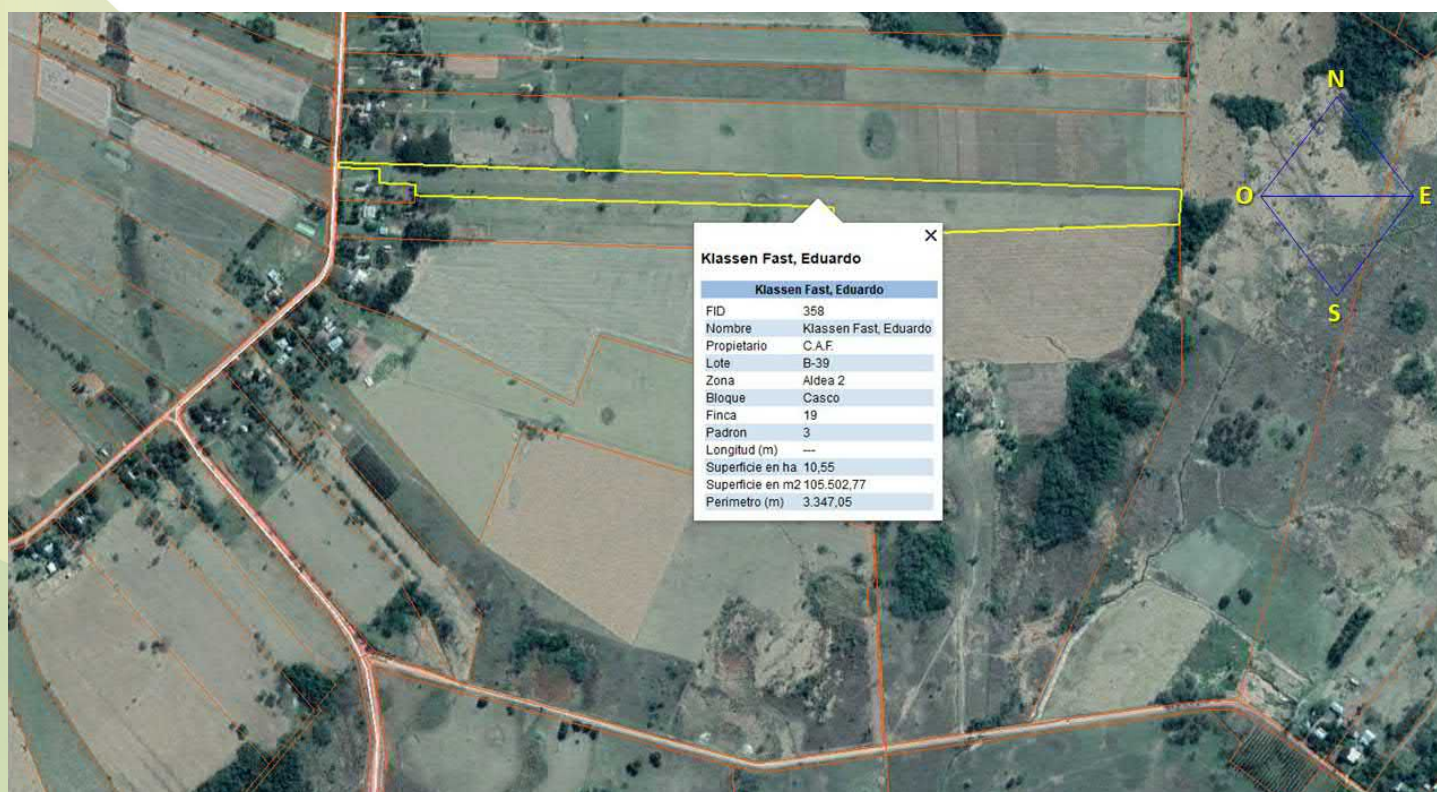 N
O
E
S
Klassen Fast, Eduardo
Klassen Fast, Eduardo
FID 358
Nombre Klassen Fast, Eduardo
Propietario C.A.F.
Lote B-39
Zona Aldea 2
Bloque Casco
Finca 19
Padron 3
Longitud (m) ---
Superficie en ha 10,55
Superficie en m2 105.502,77
Perimetro (m) 3.347,05